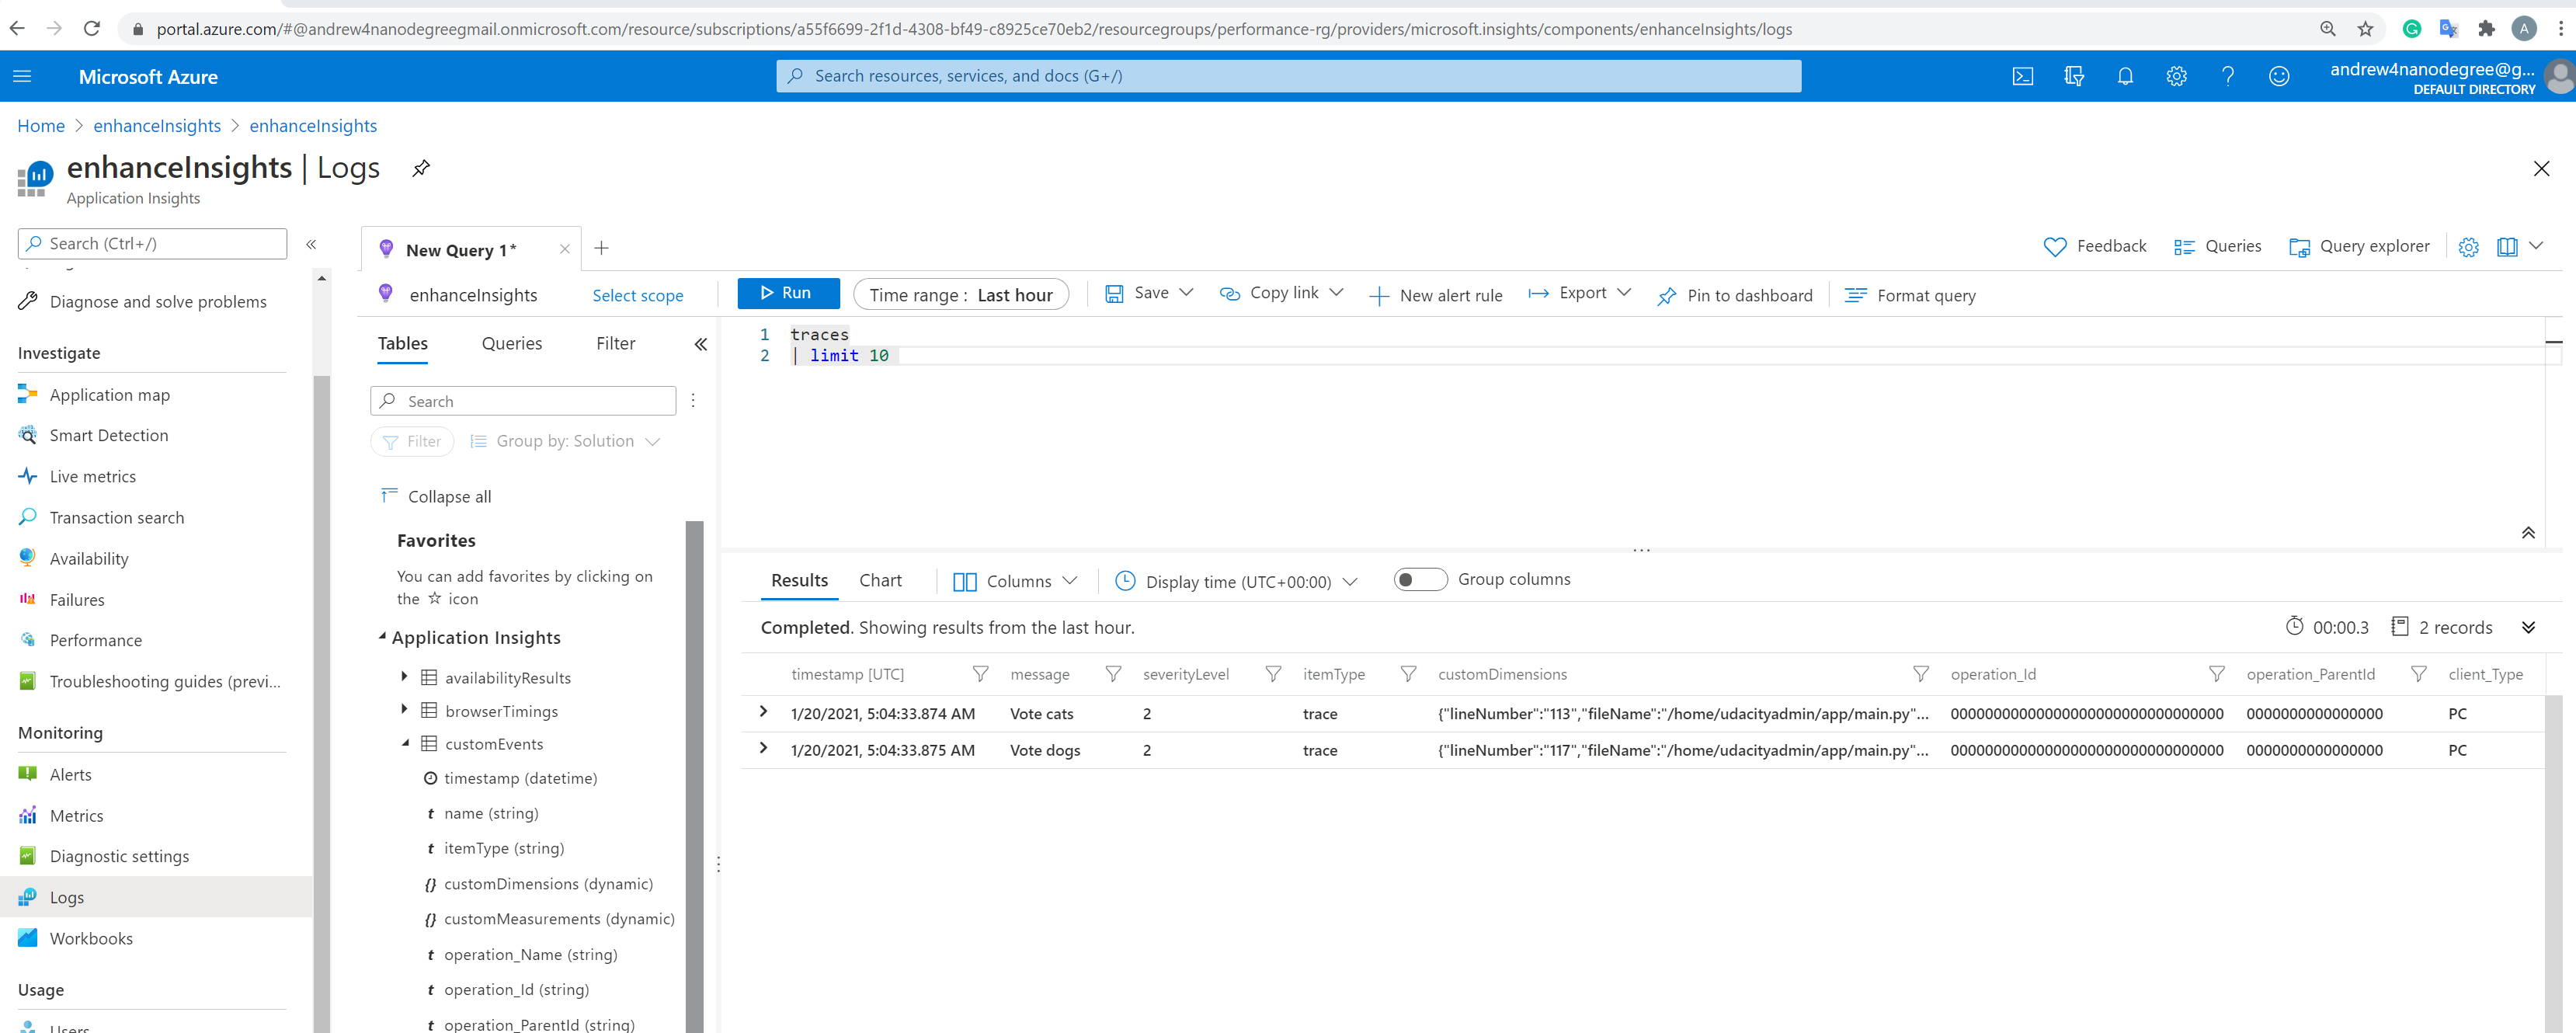 portal.azure.com/#@andrew4nanodegreegmail.onmicrosoft.com/resource/subscriptions/a55f6699-2f1d-4308-bf49-c8925ce70eb2/resourcegroups/performance-rg/providers/microsoft.insights/components/enhanceInsights/logs
A
Microsoft Azure
Search resources, services, and docs (G+/)
andrew4nanodegree@g...
DEFAULT DIRECTORY
Home > enhanceInsights > enhanceInsights
enhanceInsights | Logs
Application Insights
Search (Ctrl+/)
Diagnose and solve problems
Investigate
Application map
Smart Detection
Live metrics
Transaction search
Availability
Failures
Performance
Troubleshooting guides (previ...
Monitoring
Alerts
Metrics
Diagnostic settings
Logs
Workbooks
Usage
Users
New Query 1*
Feedback
Queries
Query explorer
enhanceInsights
Select scope
Run
Time range : Last hour
Save
Copy link
New alert rule
Export
Pin to dashboard
Format query
Tables
Queries
Filter
Search
Filter
Group by: Solution
Collapse all
Favorites
You can add favorites by clicking on
the ☆ icon
Application Insights
availabilityResults
browserTimings
customEvents
timestamp (datetime)
t name (string)
t itemType (string)
{} customDimensions (dynamic)
{} customMeasurements (dynamic)
t operation_Name (string)
t operation_Id (string)
t operation_ParentId (string)
1 traces
2 | limit 10
Results
Chart
Columns
Display time (UTC+00:00)
Group columns
Completed. Showing results from the last hour.
00:00.3
2 records
timestamp [UTC] message severityLevel itemType customDimensions operation_Id operation_ParentId client_Type
1/20/2021, 5:04:33.874 AM Vote cats 2 trace {"lineNumber":"113","fileName":"/home/udacityadmin/app/main.py"... 00000000000000000000000000000000 0000000000000000 PC
1/20/2021, 5:04:33.875 AM Vote dogs 2 trace {"lineNumber":"117","fileName":"/home/udacityadmin/app/main.py"... 00000000000000000000000000000000 0000000000000000 PC